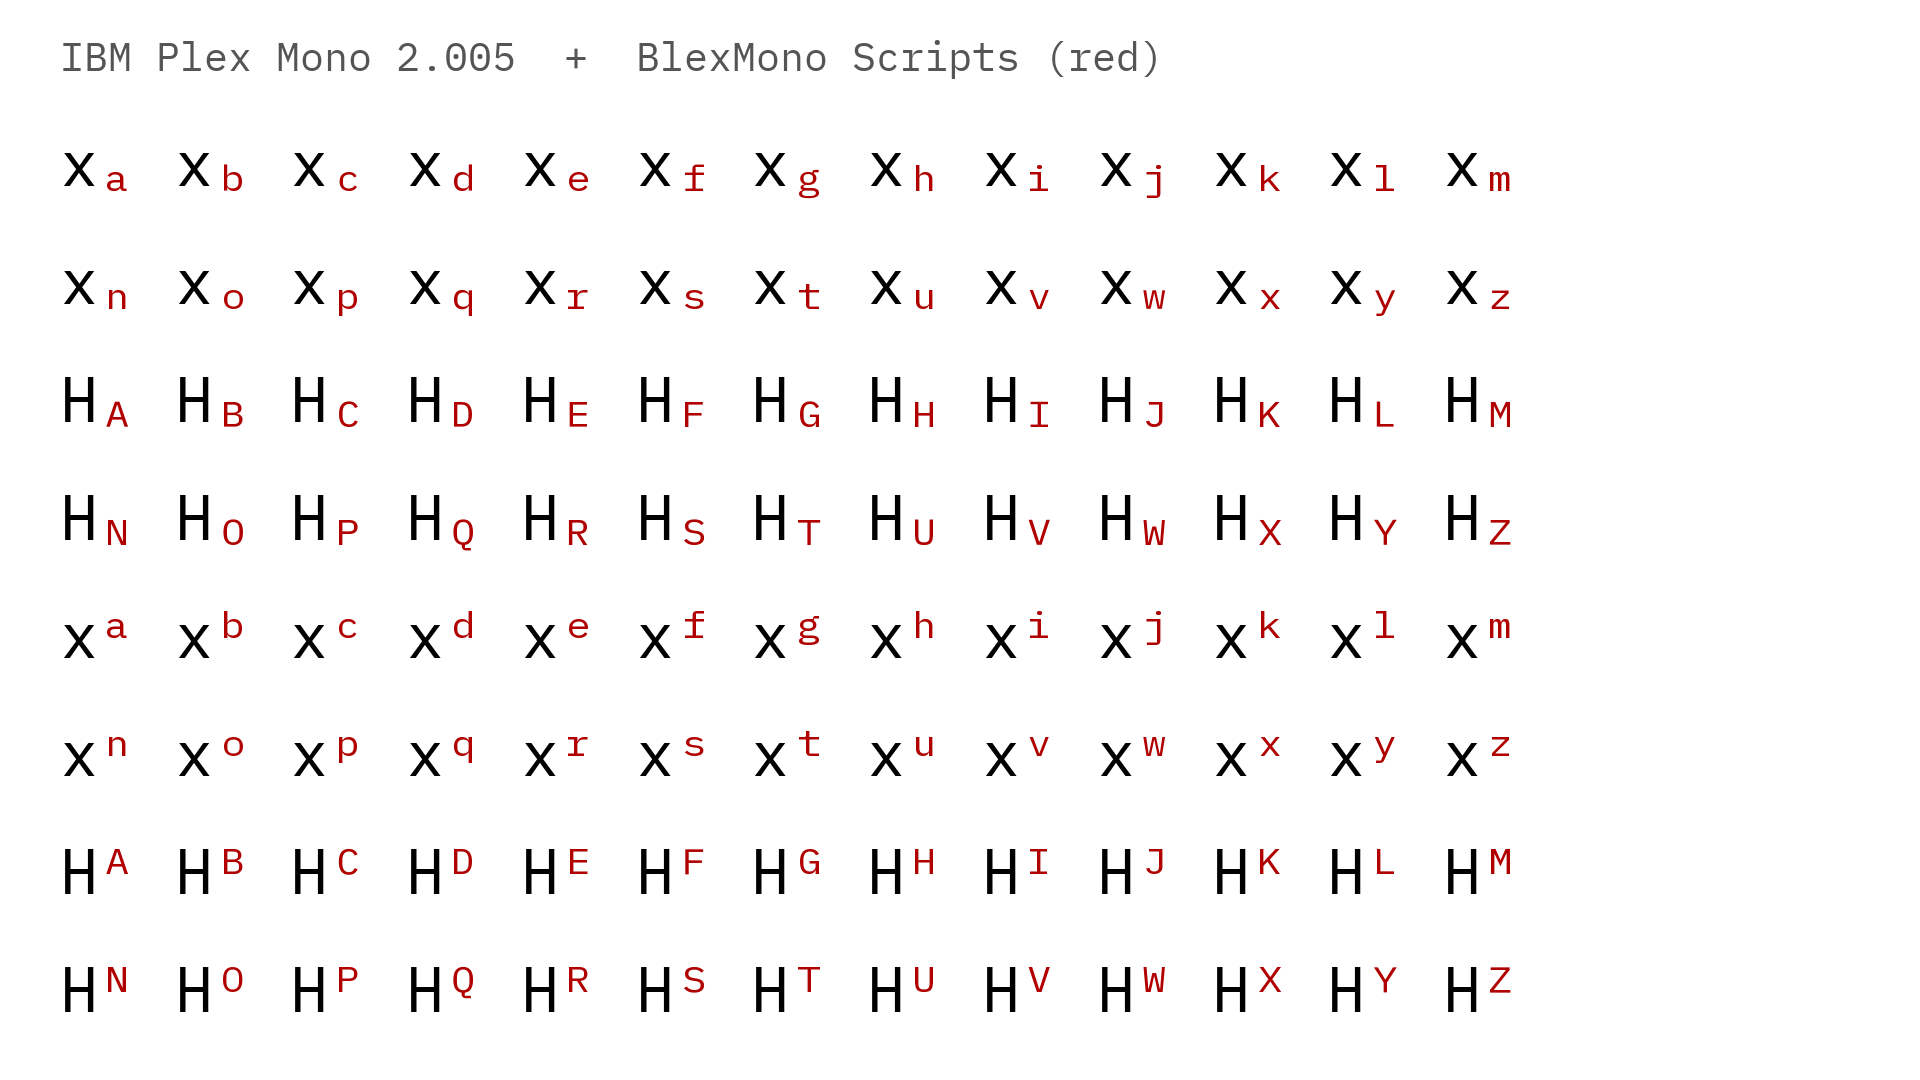 IBM Plex Mono 2.005 + BlexMono Scripts (red)
xa xb xc xd xe xf xg xh xi xj xk xl xm
xn xo xp xq xr xs xt xu xv xw xx xy xz
HA HB HC HD HE HF HG HH HI HJ HK HL HM
HN HO HP HQ HR HS HT HU HV HW HX HY HZ
xa xb xc xd xe xf xg xh xi xj xk xl xm
xn xo xp xq xr xs xt xu xv xw xx xy xz
HA HB HC HD HE HF HG HH HI HJ HK HL HM
HN HO HP HQ HR HS HT HU HV HW HX HY HZ